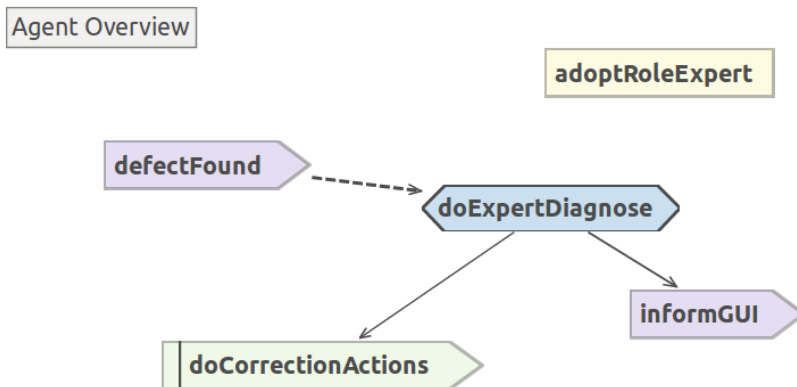 Agent Overview
adoptRoleExpert
defectFound
doExpertDiagnose
informGUI
doCorrectionActions